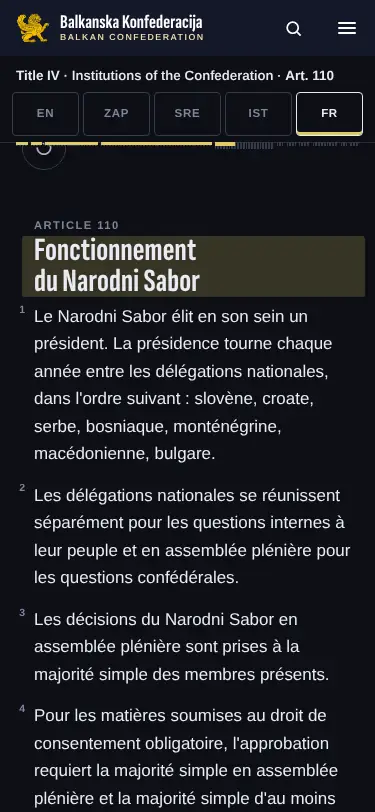 Balkanska Konfederacija
BALKAN CONFEDERATION
Title IV · Institutions of the Confederation · Art. 110
EN ZAP SRE IST FR
ARTICLE 110
Fonctionnement
du Narodni Sabor
1 Le Narodni Sabor élit en son sein un
président. La présidence tourne chaque
année entre les délégations nationales,
dans l'ordre suivant : slovène, croate,
serbe, bosniaque, monténégrine,
macédonienne, bulgare.
2 Les délégations nationales se réunissent
séparément pour les questions internes à
leur peuple et en assemblée plénière pour
les questions confédérales.
3 Les décisions du Narodni Sabor en
assemblée plénière sont prises à la
majorité simple des membres présents.
4 Pour les matières soumises au droit de
consentement obligatoire, l'approbation
requiert la majorité simple en assemblée
plénière et la majorité simple d'au moins